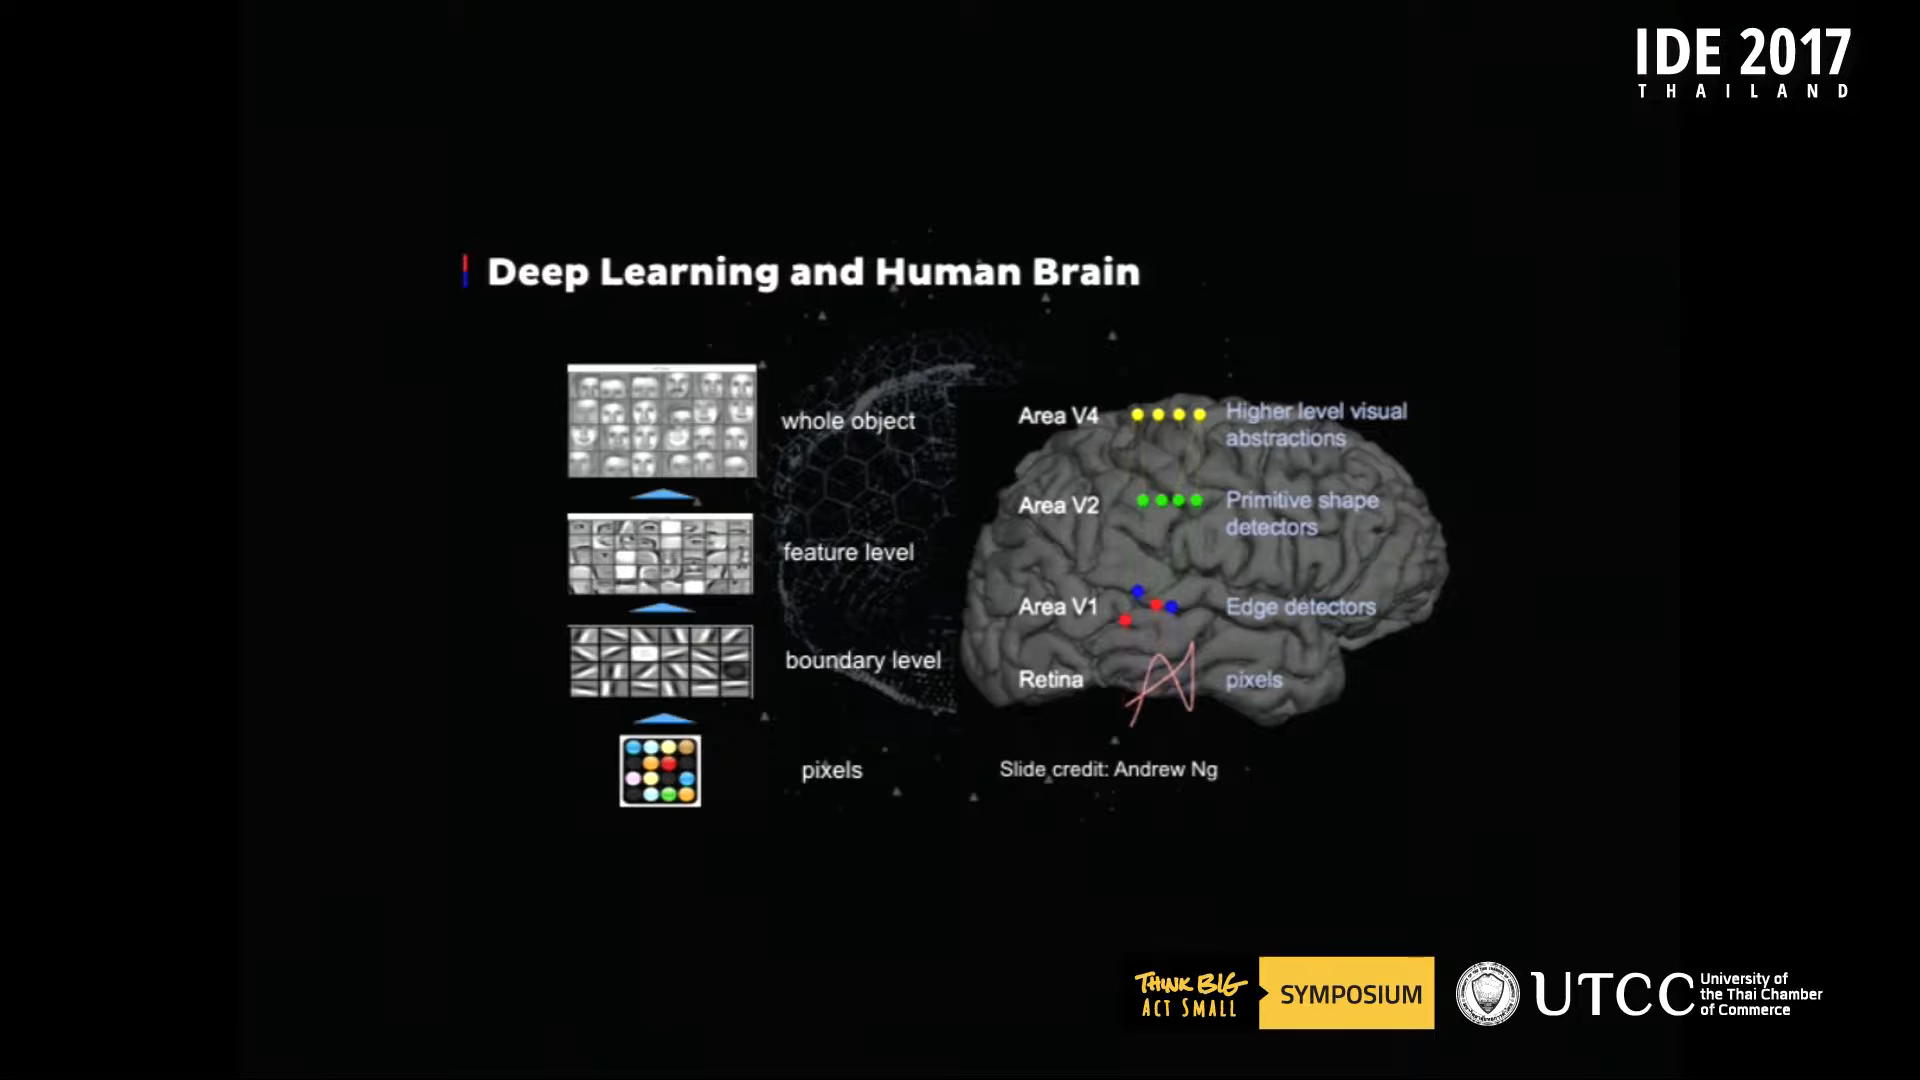 IDE 2017
THAILAND
Deep Learning and Human Brain
whole object
feature level
boundary level
pixels
Area V4
Higher level visual
abstractions
Area V2
Primitive shape
detectors
Area V1
Edge detectors
Retina
pixels
Slide credit: Andrew Ng
THINK BIG
ACT SMALL
SYMPOSIUM
UTCC
University of
the Thai Chamber
of Commerce